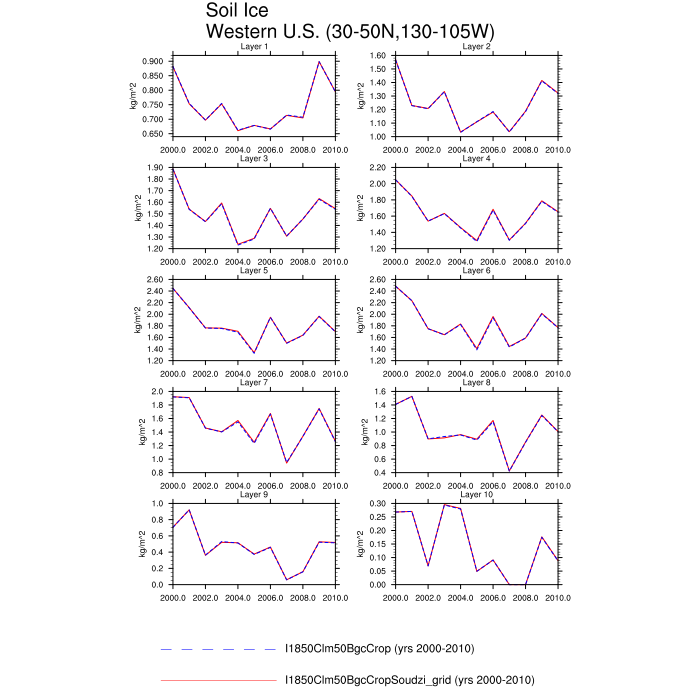 Soil Ice
Western U.S. (30-50N,130-105W)
Layer 1
kg/m^2
0.900
0.850
0.800
0.750
0.700
0.650
2000.0 2002.0 2004.0 2006.0 2008.0 2010.0
Layer 2
kg/m^2
1.60
1.50
1.40
1.30
1.20
1.10
1.00
2000.0 2002.0 2004.0 2006.0 2008.0 2010.0
Layer 3
kg/m^2
1.90
1.80
1.70
1.60
1.50
1.40
1.30
1.20
2000.0 2002.0 2004.0 2006.0 2008.0 2010.0
Layer 4
kg/m^2
2.20
2.00
1.80
1.60
1.40
1.20
2000.0 2002.0 2004.0 2006.0 2008.0 2010.0
Layer 5
kg/m^2
2.60
2.40
2.20
2.00
1.80
1.60
1.40
1.20
2000.0 2002.0 2004.0 2006.0 2008.0 2010.0
Layer 6
kg/m^2
2.60
2.40
2.20
2.00
1.80
1.60
1.40
1.20
2000.0 2002.0 2004.0 2006.0 2008.0 2010.0
Layer 7
kg/m^2
2.0
1.8
1.6
1.4
1.2
1.0
0.8
2000.0 2002.0 2004.0 2006.0 2008.0 2010.0
Layer 8
kg/m^2
1.6
1.4
1.2
1.0
0.8
0.6
0.4
2000.0 2002.0 2004.0 2006.0 2008.0 2010.0
Layer 9
kg/m^2
1.0
0.8
0.6
0.4
0.2
0.0
2000.0 2002.0 2004.0 2006.0 2008.0 2010.0
Layer 10
kg/m^2
0.30
0.25
0.20
0.15
0.10
0.05
0.00
2000.0 2002.0 2004.0 2006.0 2008.0 2010.0
I1850Clm50BgcCrop (yrs 2000-2010)
I1850Clm50BgcCropSoudzi_grid (yrs 2000-2010)